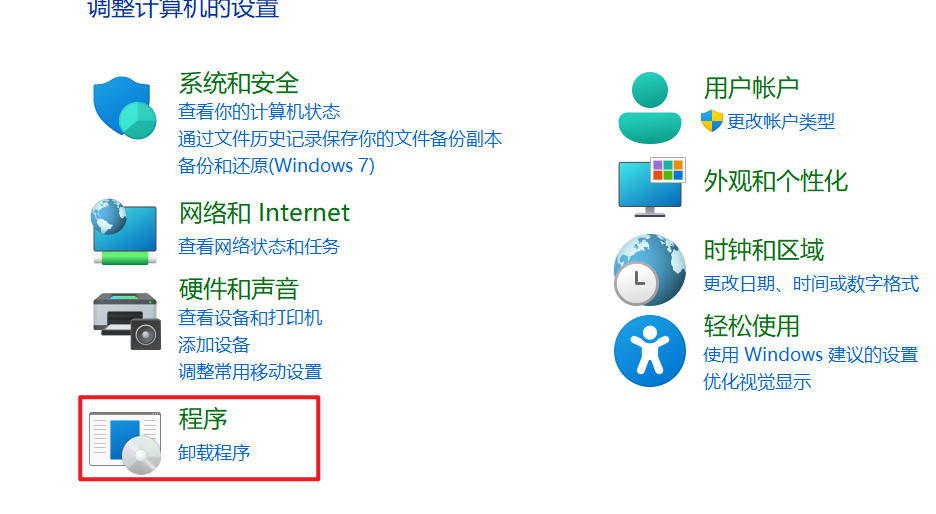 调整计算机的设置
系统和安全
查看你的计算机状态
通过文件历史记录保存你的文件备份副本
备份和还原(Windows 7)
网络和 Internet
查看网络状态和任务
硬件和声音
查看设备和打印机
添加设备
调整常用移动设置
程序
卸载程序
用户帐户
更改帐户类型
外观和个性化
时钟和区域
更改日期、时间或数字格式
轻松使用
使用 Windows 建议的设置
优化视觉显示